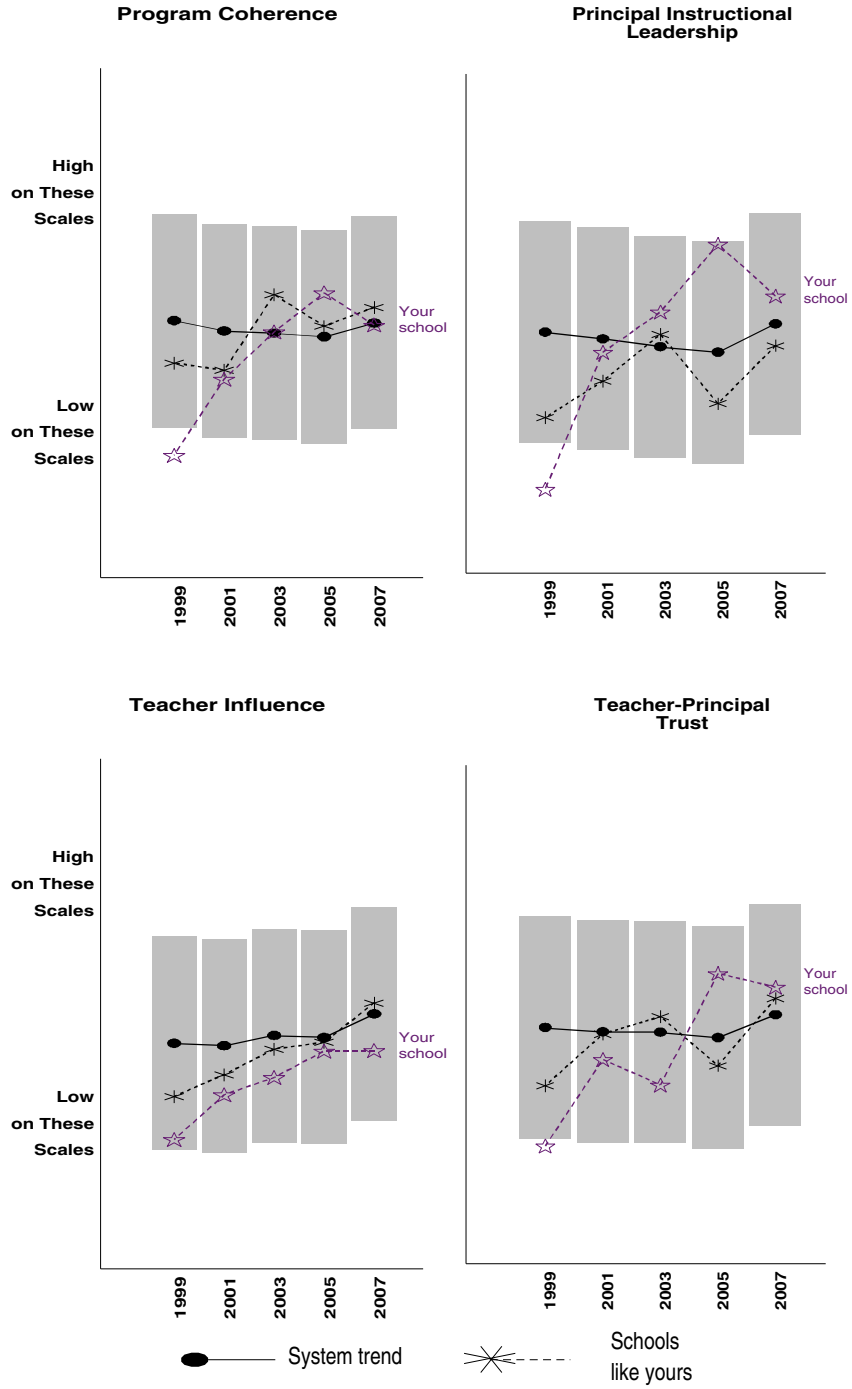 Program Coherence
Principal Instructional
Leadership
High
on These
Scales
Low
on These
Scales
Your
school
Your
school
1999
2001
2003
2005
2007
1999
2001
2003
2005
2007
Teacher Influence
Teacher-Principal
Trust
High
on These
Scales
Low
on These
Scales
Your
school
Your
school
1999
2001
2003
2005
2007
1999
2001
2003
2005
2007
System trend
Schools
like yours